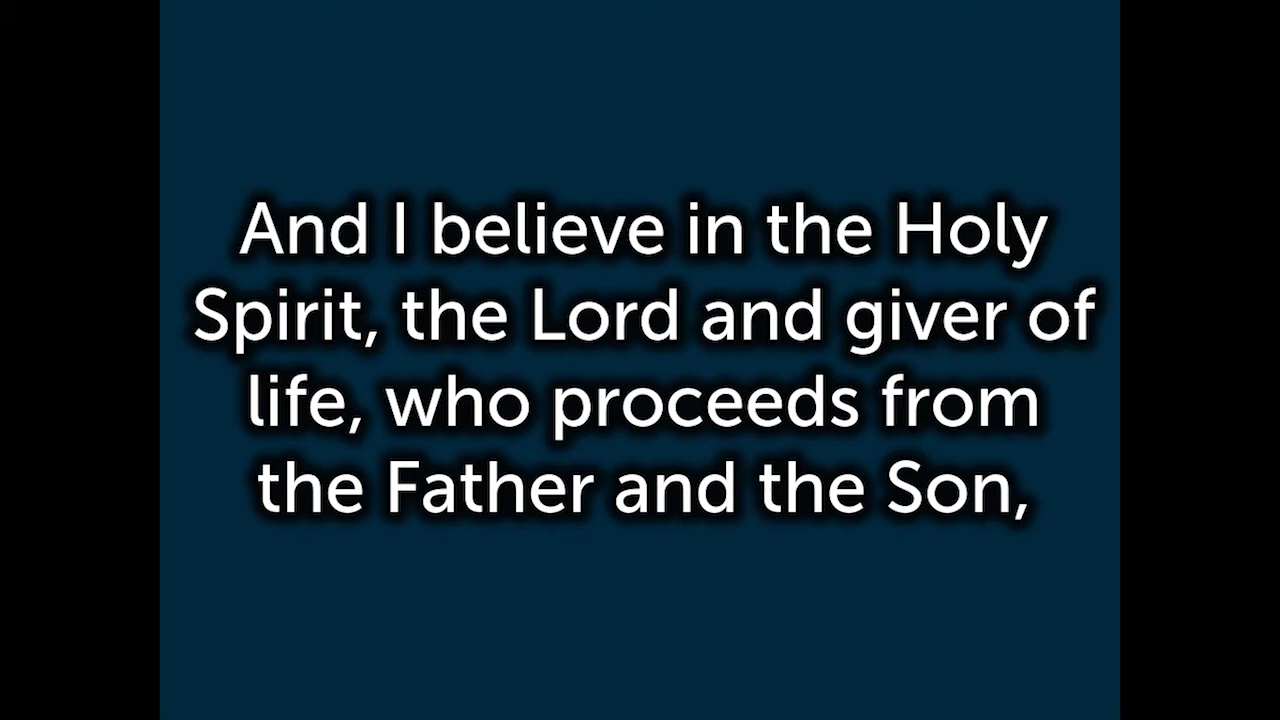 And I believe in the Holy
Spirit, the Lord and giver of
life, who proceeds from
the Father and the Son,